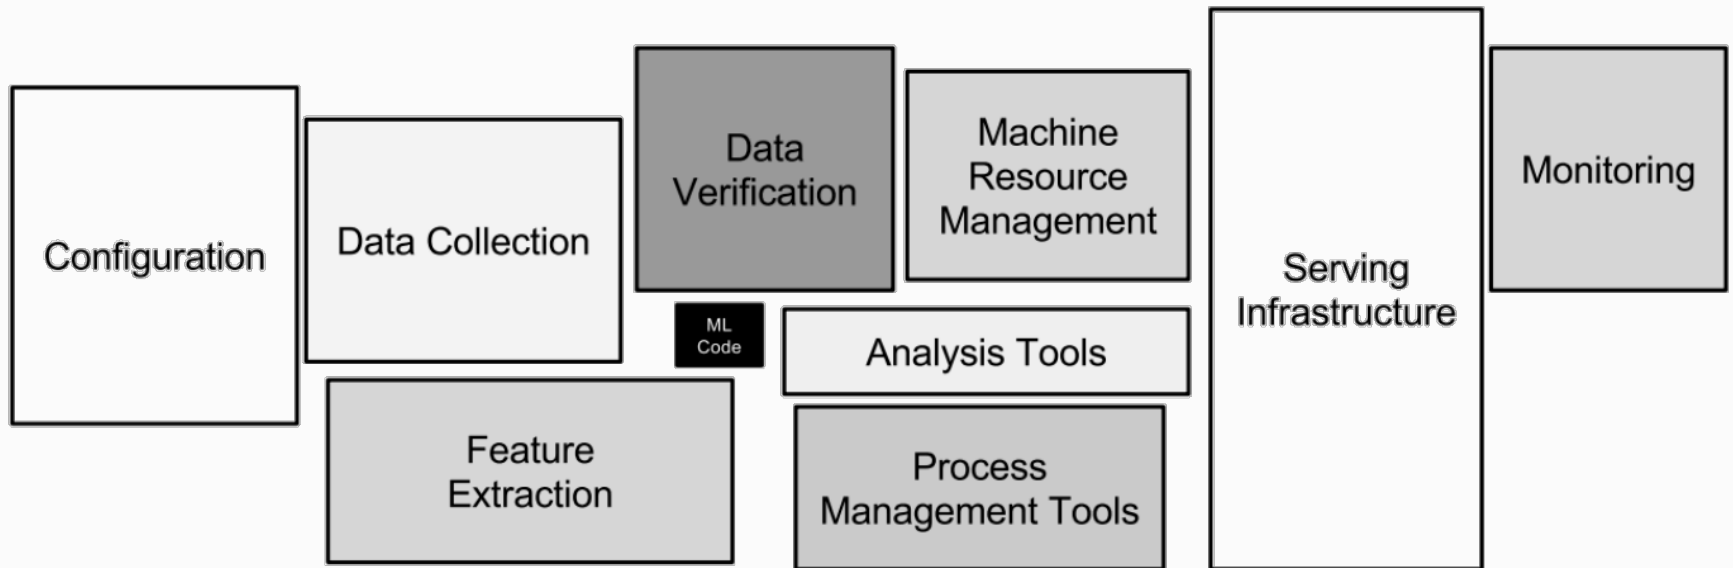 Configuration
Data Collection
Feature
Extraction
Data
Verification
ML
Code
Machine
Resource
Management
Analysis Tools
Process
Management Tools
Serving
Infrastructure
Monitoring